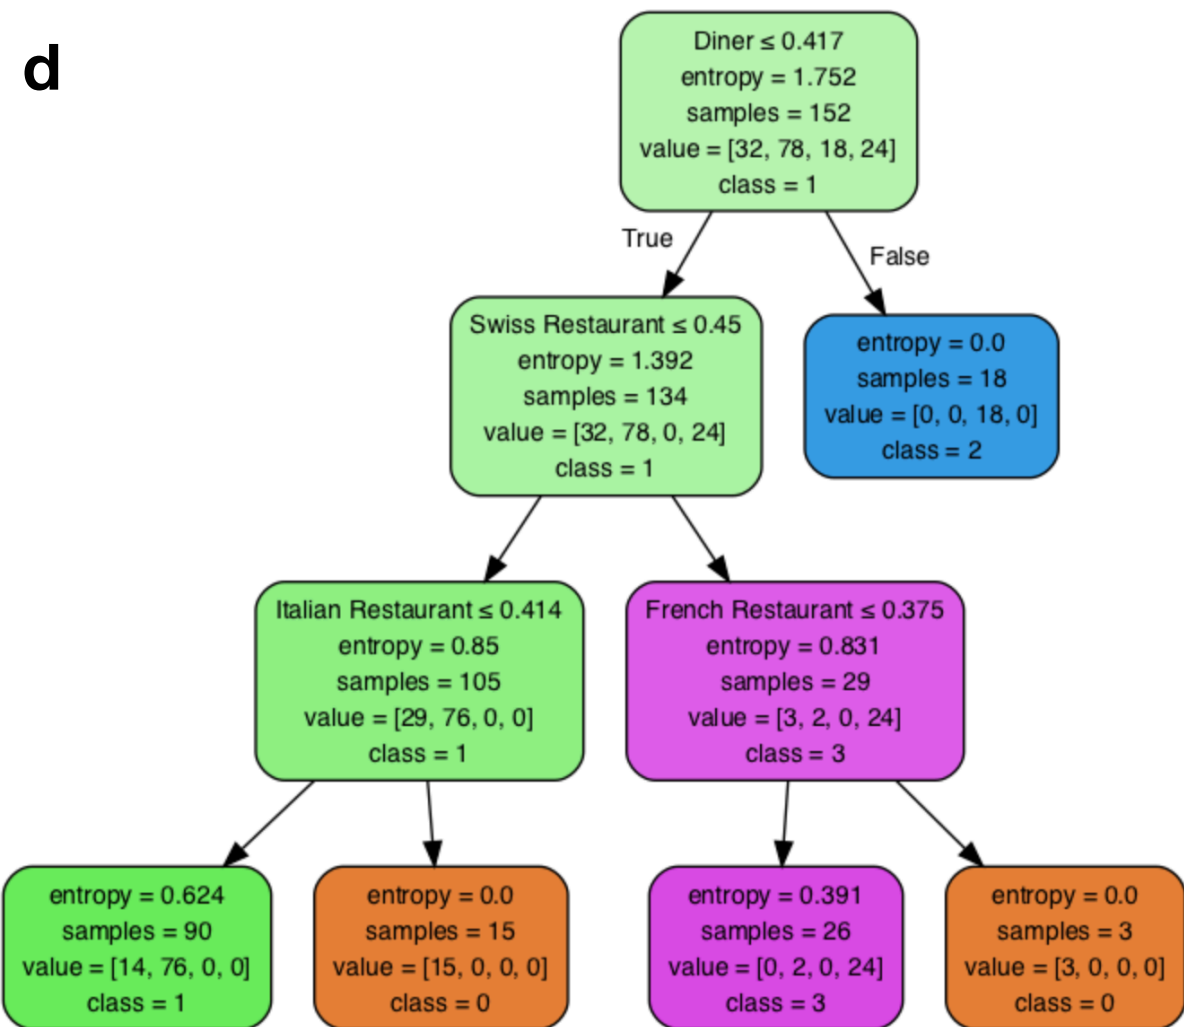 d
Diner ≤ 0.417
entropy = 1.752
samples = 152
value = [32, 78, 18, 24]
class = 1
True
False
Swiss Restaurant ≤ 0.45
entropy = 1.392
samples = 134
value = [32, 78, 0, 24]
class = 1
entropy = 0.0
samples = 18
value = [0, 0, 18, 0]
class = 2
Italian Restaurant ≤ 0.414
entropy = 0.85
samples = 105
value = [29, 76, 0, 0]
class = 1
French Restaurant ≤ 0.375
entropy = 0.831
samples = 29
value = [3, 2, 0, 24]
class = 3
entropy = 0.624
samples = 90
value = [14, 76, 0, 0]
class = 1
entropy = 0.0
samples = 15
value = [15, 0, 0, 0]
class = 0
entropy = 0.391
samples = 26
value = [0, 2, 0, 24]
class = 3
entropy = 0.0
samples = 3
value = [3, 0, 0, 0]
class = 0